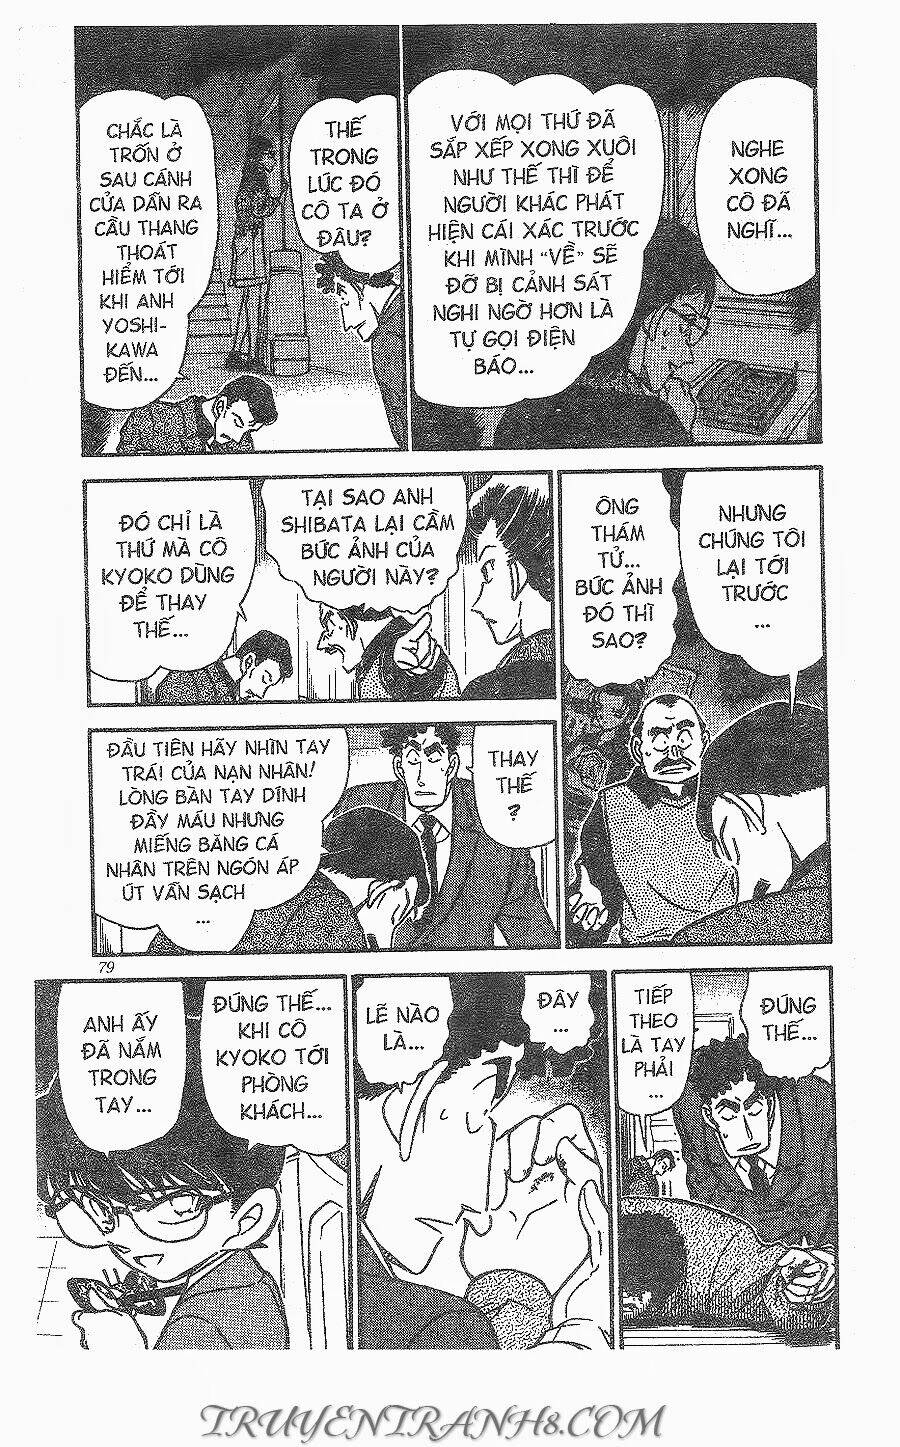 NGHE
XONG
CÔ ĐÃ
NGHĨ...
VỚI MỌI THỨ ĐÃ
SẮP XẾP XONG XUÔI
NHƯ THẾ THÌ ĐỂ
NGƯỜI KHÁC PHÁT
HIỆN CÁI XÁC TRƯỚC
KHI MÌNH "VỀ" SẼ
ĐỠ BỊ CẢNH SÁT
NGHI NGỜ HƠN LÀ
TỰ GỌI ĐIỆN
BÁO...
THẾ
TRONG
LÚC ĐÓ
CÔ TA Ở
ĐÂU?
CHẮC LÀ
TRỐN Ở
SAU CÁNH
CỦA DẪN RA
CẦU THANG
THOÁT
HIỂM TỚI
KHI ANH
YOSHI-
KAWA
ĐẾN...
NHƯNG
CHÚNG TÔI
LẠI TỚI
TRƯỚC
...
ÔNG
THÁM
TỬ...
BỨC ẢNH
ĐÓ THÌ
SAO?
TẠI SAO ANH
SHIBATA LẠI CẦM
BỨC ẢNH CỦA
NGƯỜI NÀY?
ĐÓ CHỈ LÀ
THỨ MÀ CÔ
KYOKO DÙNG
ĐỂ THAY
THẾ...
THAY
THẾ
?
ĐẦU TIÊN HÃY NHÌN TAY
TRÁI CỦA NẠN NHÂN!
LÒNG BÀN TAY DÍNH
ĐẦY MÁU NHƯNG
MIẾNG BĂNG CÁ
NHÂN TRÊN NGÓN ÁP
ÚT VẪN SẠCH
...
79
ĐÚNG
THẾ...
TIẾP
THEO
LÀ TAY
PHẢI
...
ĐÂY
...
LẼ NÀO
LÀ...
ĐÚNG THẾ...
KHI CÔ
KYOKO TỚI
PHÒNG
KHÁCH...
ANH ẤY
ĐÃ NẮM
TRONG
TAY...
TRUYENTRANH8.COM